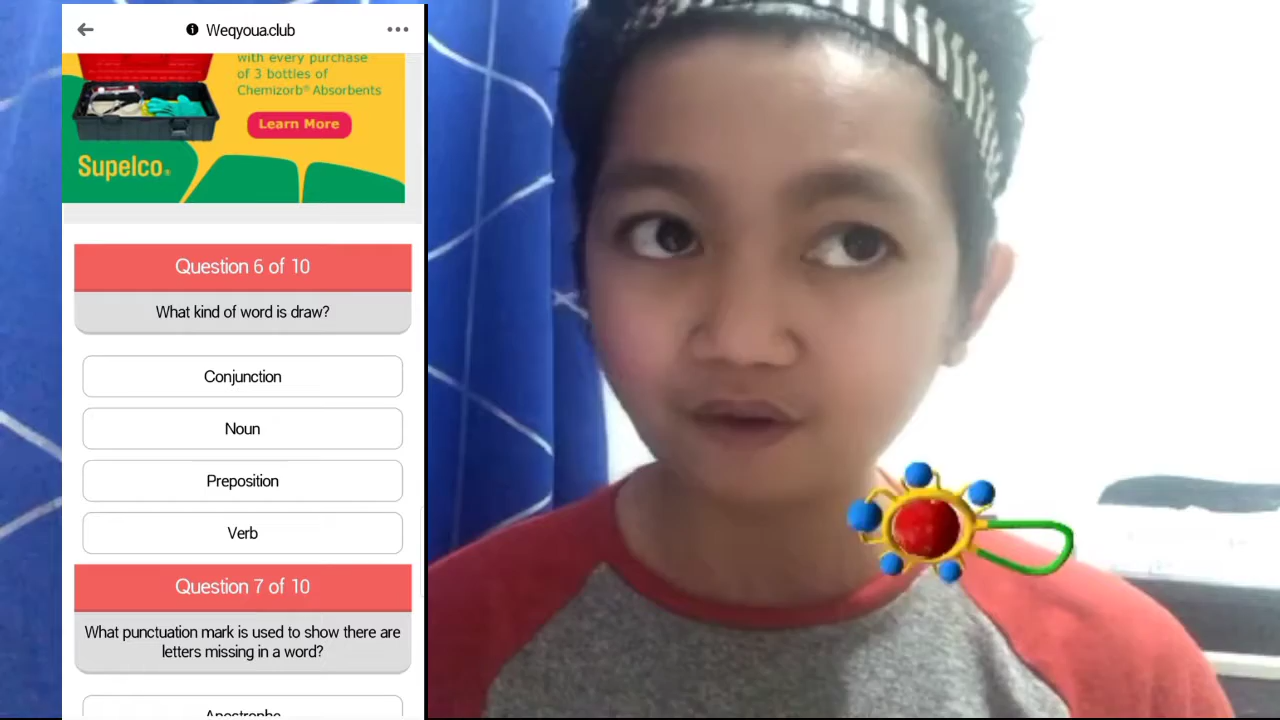 Weqyoua.club
with every purchase
of 3 bottles of
Chemizorb® Absorbents
Learn More
Supelco®
Question 6 of 10
What kind of word is draw?
Conjunction
Noun
Preposition
Verb
Question 7 of 10
What punctuation mark is used to show there are
letters missing in a word?
Apostrophe